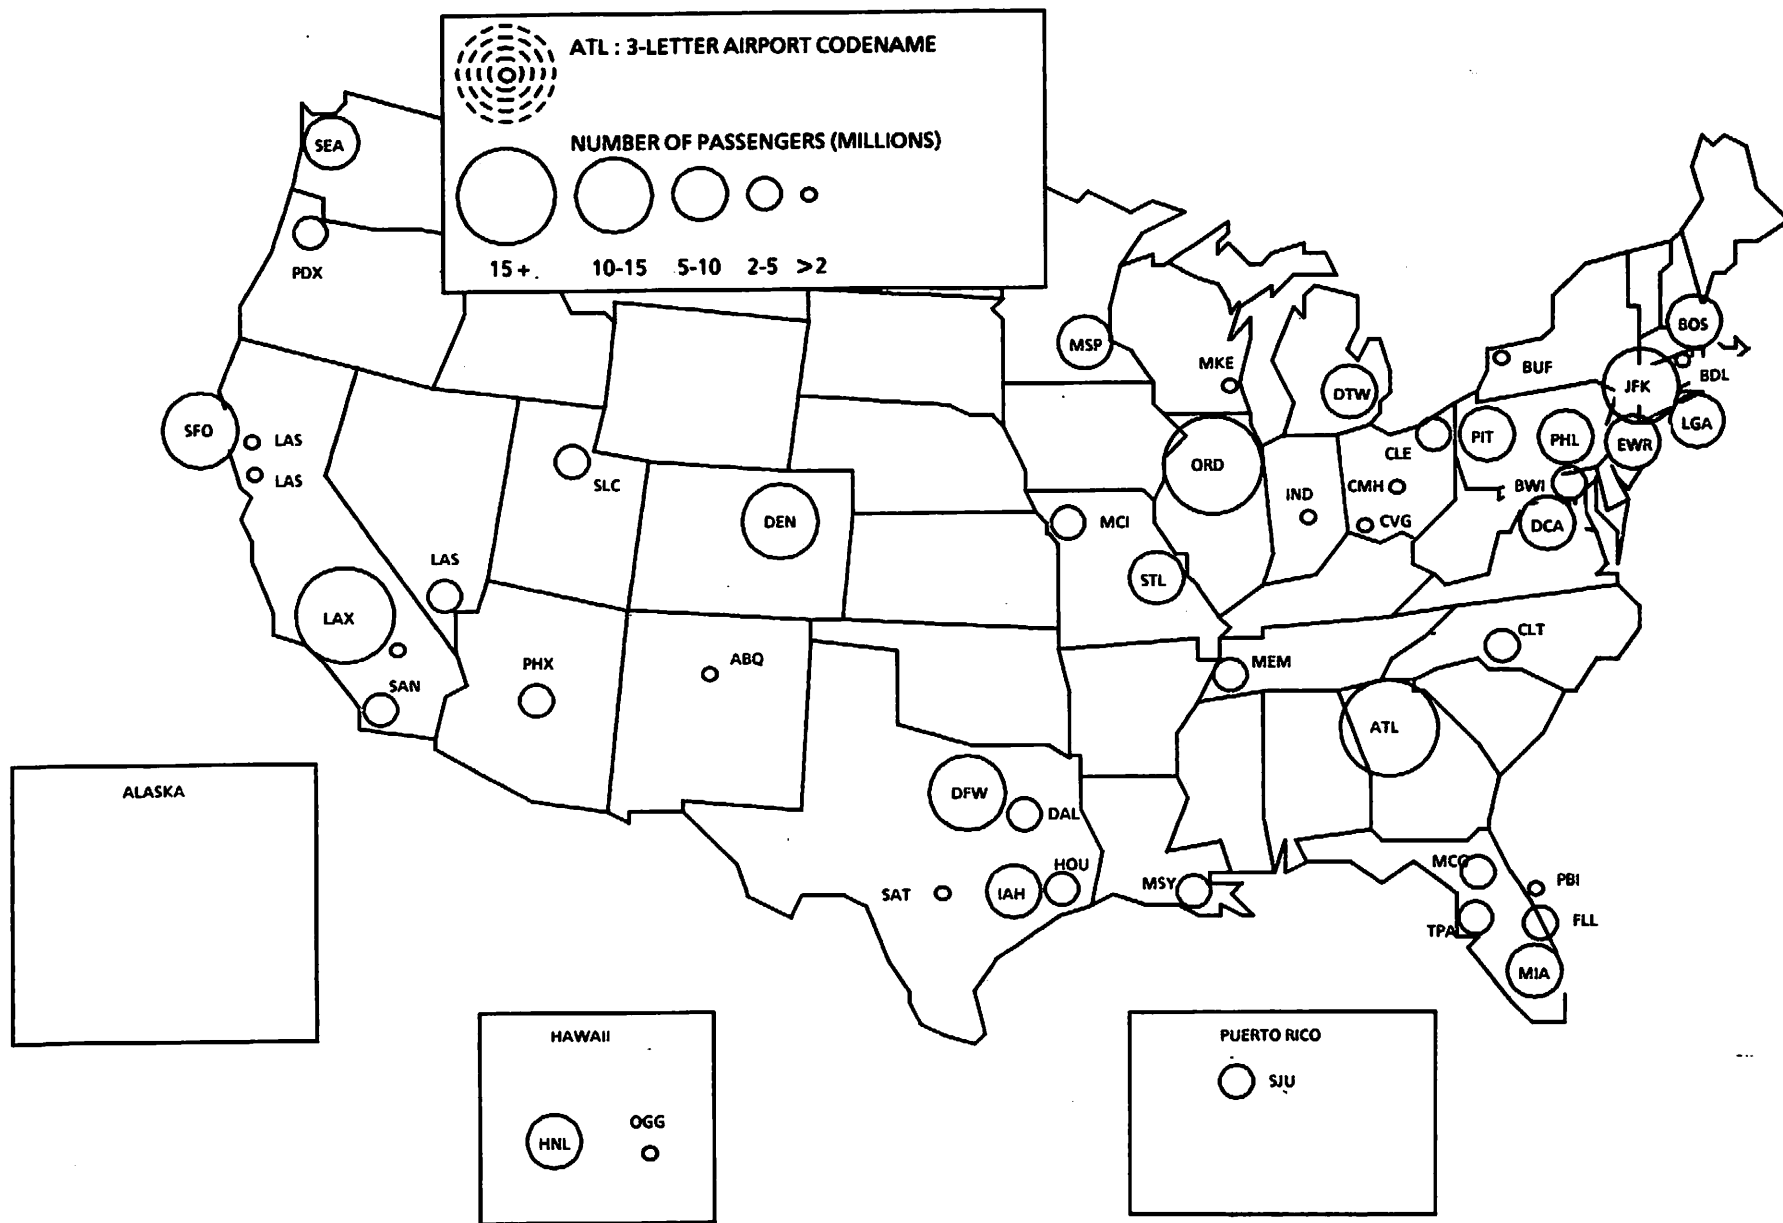 ATL : 3-LETTER AIRPORT CODENAME
NUMBER OF PASSENGERS (MILLIONS)
15 + 10-15 5-10 2-5 >2
SEA
PDX
MSP
MKE
DTW
BUF
BOS
JFK
BDL
LGA
SFO
LAS
LAS
SLC
DEN
MCI
STL
ORD
IND
CMH
CVG
CLE
PIT
PHL
EWR
BWI
DCA
LAS
LAX
SAN
PHX
ABQ
MEM
CLT
ATL
DFW
DAL
HOU
IAH
SAT
MSY
MCO
PBI
TPA
FLL
MIA
ALASKA
HAWAII
HNL
OGG
PUERTO RICO
SJU